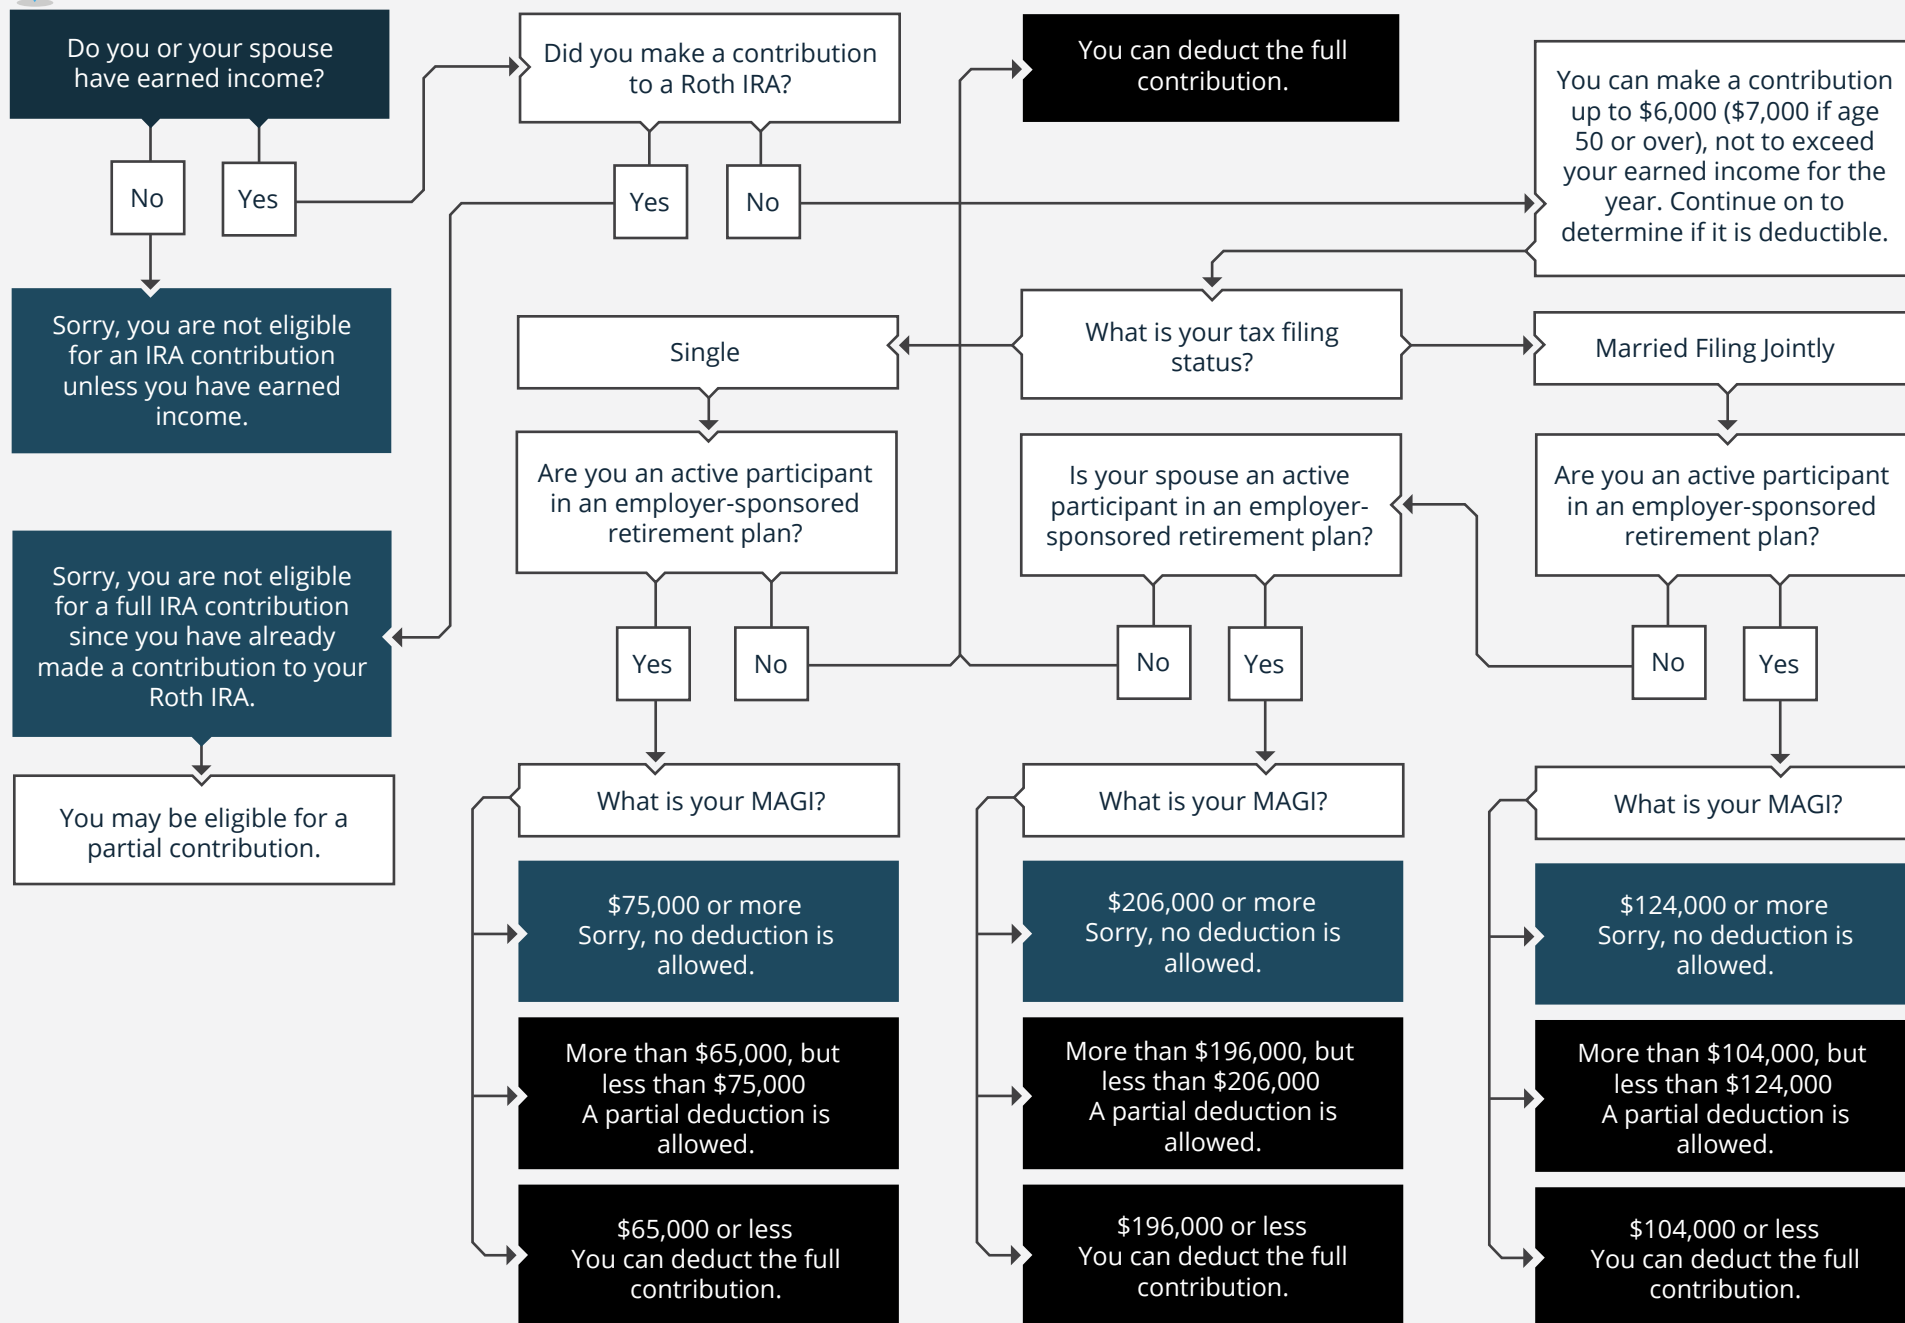 Do you or your spouse
have earned income?
No
Yes
Sorry, you are not eligible
for an IRA contribution
unless you have earned
income.
Did you make a contribution
to a Roth IRA?
Yes
No
Sorry, you are not eligible
for a full IRA contribution
since you have already
made a contribution to your
Roth IRA.
You may be eligible for a
partial contribution.
You can deduct the full
contribution.
You can make a contribution
up to $6,000 ($7,000 if age
50 or over), not to exceed
your earned income for the
year. Continue on to
determine if it is deductible.
What is your tax filing
status?
Single
Married Filing Jointly
Are you an active participant
in an employer-sponsored
retirement plan?
Yes
No
Is your spouse an active
participant in an employer-
sponsored retirement plan?
No
Yes
Are you an active participant
in an employer-sponsored
retirement plan?
No
Yes
What is your MAGI?
$75,000 or more
Sorry, no deduction is
allowed.
More than $65,000, but
less than $75,000
A partial deduction is
allowed.
$65,000 or less
You can deduct the full
contribution.
What is your MAGI?
$206,000 or more
Sorry, no deduction is
allowed.
More than $196,000, but
less than $206,000
A partial deduction is
allowed.
$196,000 or less
You can deduct the full
contribution.
What is your MAGI?
$124,000 or more
Sorry, no deduction is
allowed.
More than $104,000, but
less than $124,000
A partial deduction is
allowed.
$104,000 or less
You can deduct the full
contribution.